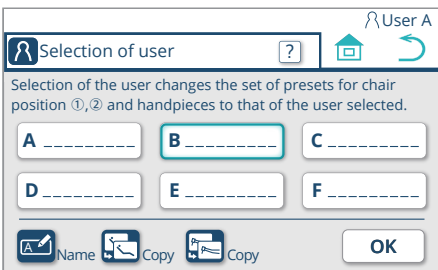 User A
Selection of user ?
Selection of the user changes the set of presets for chair
position ①,② and handpieces to that of the user selected.
A _________ B _________ C _________
D _________ E _________ F _________
A Name Copy Copy OK